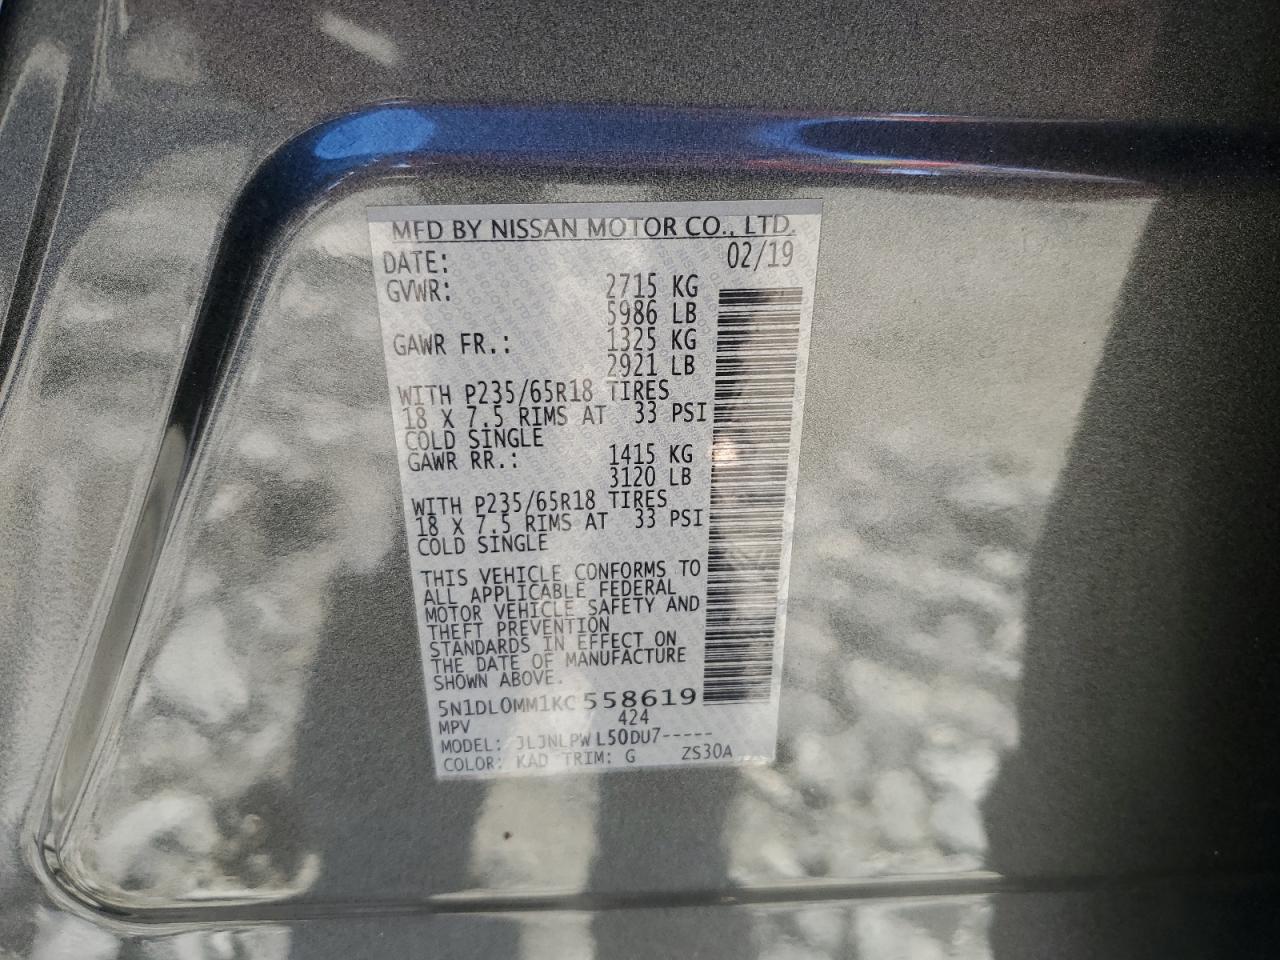 MFD BY NISSAN MOTOR CO., LTD.
DATE: 02/19
GVWR: 2715 KG
5986 LB
GAWR FR.: 1325 KG
2921 LB
WITH P235/65R18 TIRES
18 X 7.5 RIMS AT 33 PSI
COLD SINGLE
GAWR RR.: 1415 KG
3120 LB
WITH P235/65R18 TIRES
18 X 7.5 RIMS AT 33 PSI
COLD SINGLE
THIS VEHICLE CONFORMS TO
ALL APPLICABLE FEDERAL
MOTOR VEHICLE SAFETY AND
THEFT PREVENTION
STANDARDS IN EFFECT ON
THE DATE OF MANUFACTURE
SHOWN ABOVE.
5N1DL0MM1KC558619
MPV 424
MODEL: JLJNLPWL50DU7-----
COLOR: KAD TRIM: G ZS30A